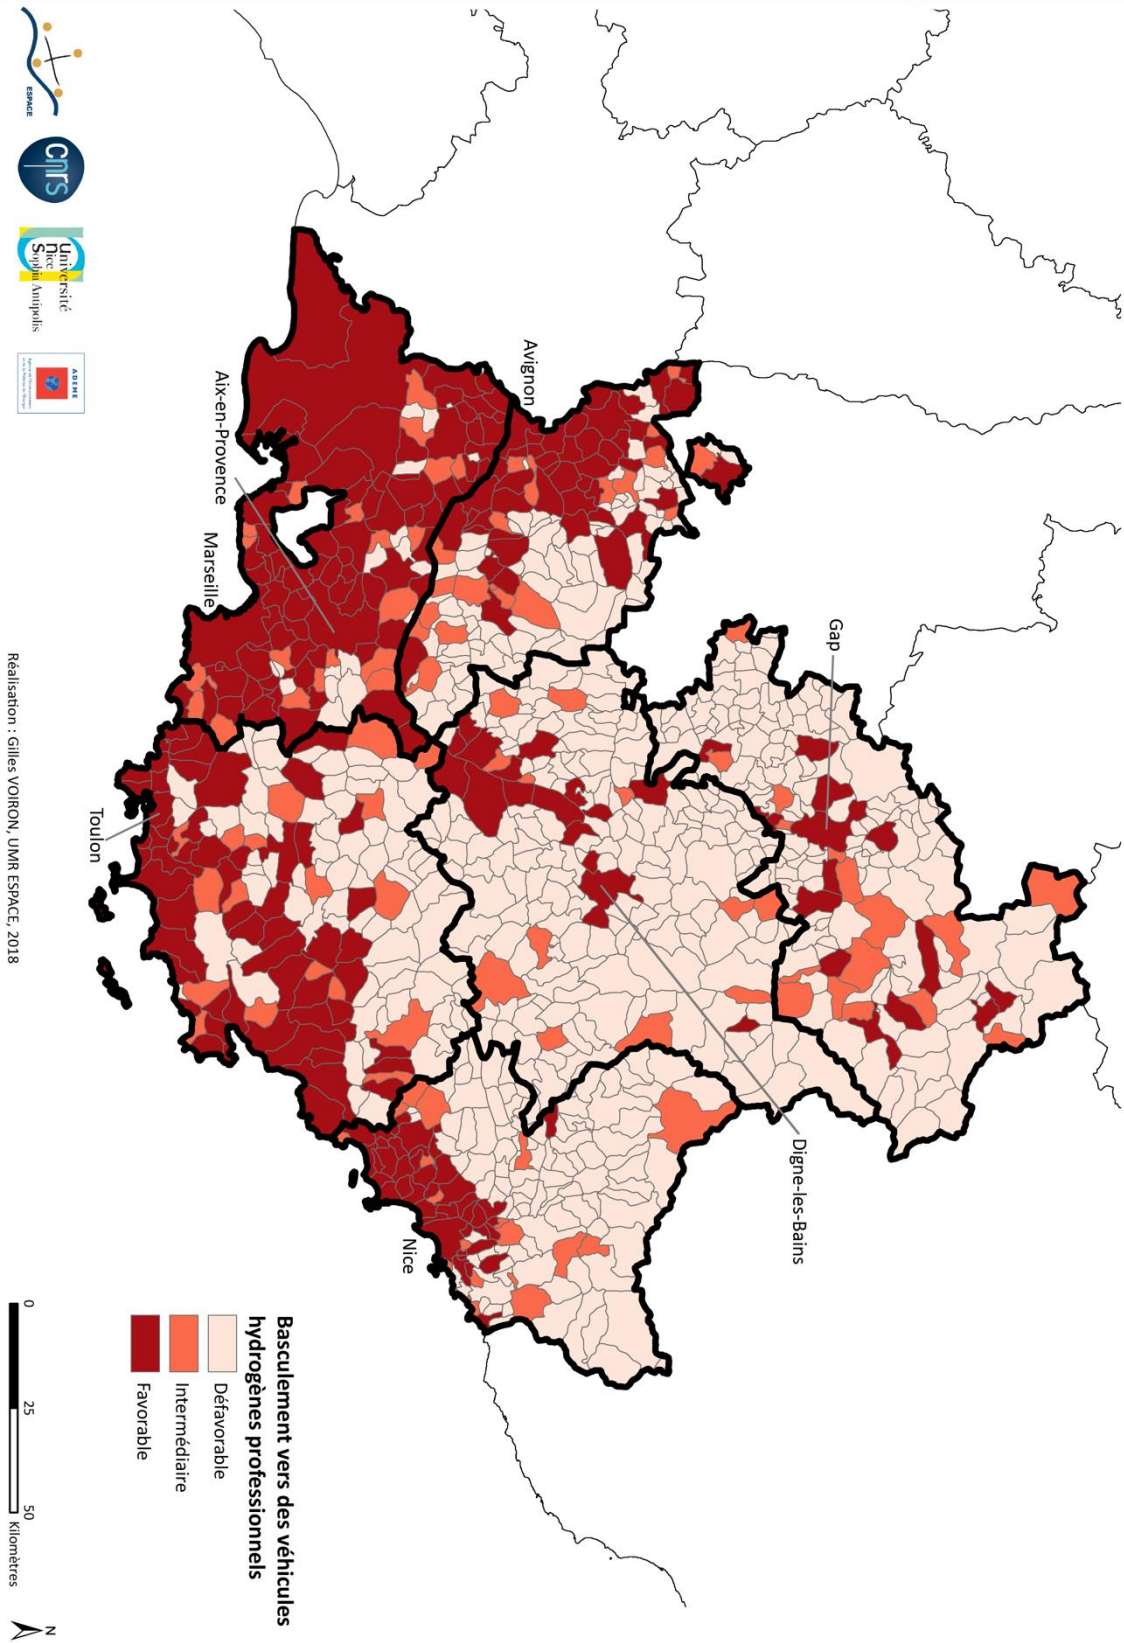 Gap
Avignon
Digne-les-Bains
Aix-en-Provence
Marseille
Nice
Toulon
Basculement vers des véhicules
hydrogènes professionnels
Défavorable
Intermédiaire
Favorable
0 25 50
Kilomètres
N
ESPACE
cnrs
Université
nice
Sophia Antipolis
ADEME
Réalisation : Gilles VOIRON, UMR ESPACE, 2018